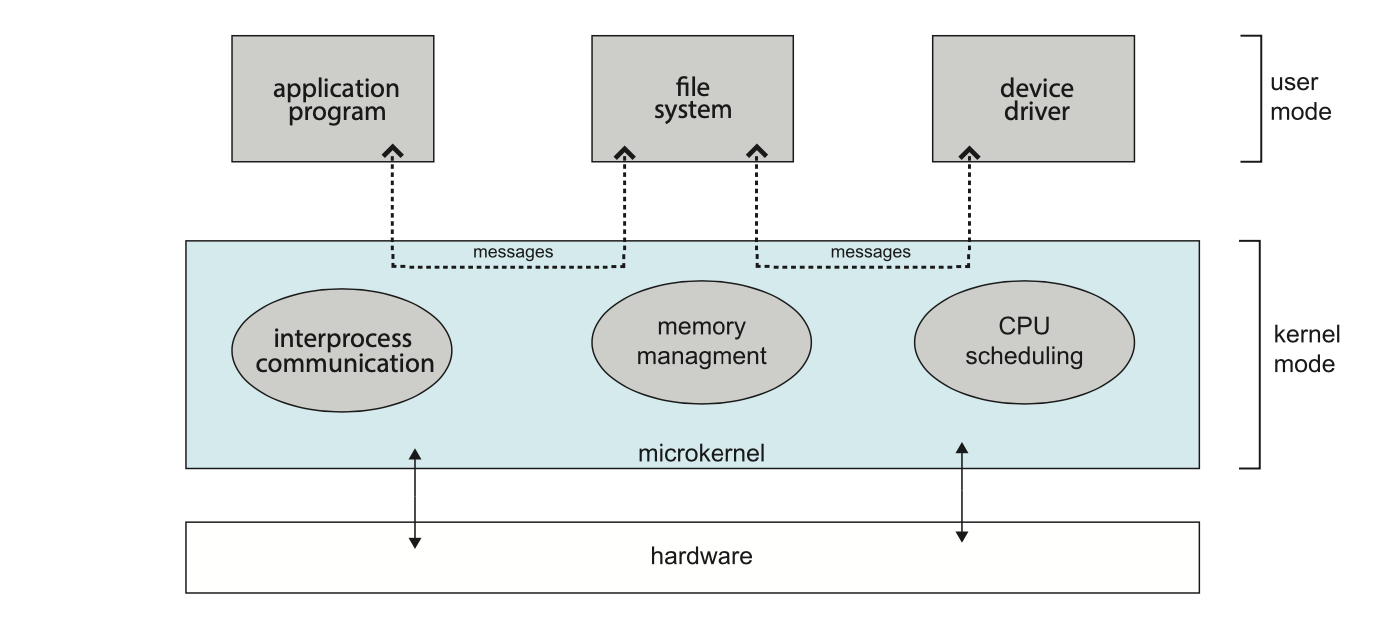 application
program
file
system
device
driver
user
mode
messages
messages
interprocess
communication
memory
managment
CPU
scheduling
kernel
mode
microkernel
hardware